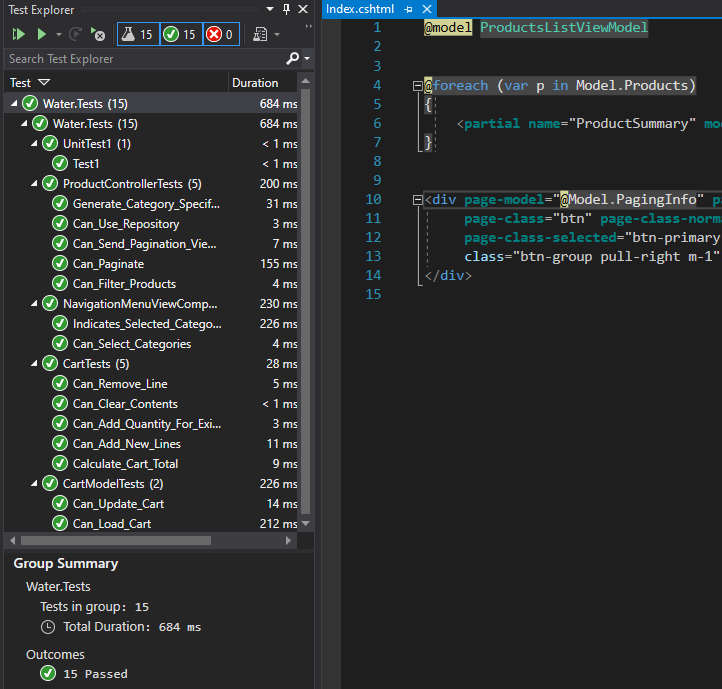 Test Explorer
15 15 0
Search Test Explorer
Test Duration
Water.Tests (15) 684 ms
Water.Tests (15) 684 ms
UnitTest1 (1) < 1 ms
Test1 < 1 ms
ProductControllerTests (5) 200 ms
Generate_Category_Specif... 31 ms
Can_Use_Repository 3 ms
Can_Send_Pagination_Vie... 7 ms
Can_Paginate 155 ms
Can_Filter_Products 4 ms
NavigationMenuViewComp... 230 ms
Indicates_Selected_Catego... 226 ms
Can_Select_Categories 4 ms
CartTests (5) 28 ms
Can_Remove_Line 5 ms
Can_Clear_Contents < 1 ms
Can_Add_Quantity_For_Exi... 3 ms
Can_Add_New_Lines 11 ms
Calculate_Cart_Total 9 ms
CartModelTests (2) 226 ms
Can_Update_Cart 14 ms
Can_Load_Cart 212 ms
Group Summary
Water.Tests
Tests in group: 15
Total Duration: 684 ms
Outcomes
15 Passed
Index.cshtml
1 @model ProductsListViewModel
2
3
4 @foreach (var p in Model.Products)
5 {
6 <partial name="ProductSummary" mo
7 }
8
9
10 <div page-model="@Model.PagingInfo" p
11 page-class="btn" page-class-norm
12 page-class-selected="btn-primary
13 class="btn-group pull-right m-1"
14 </div>
15